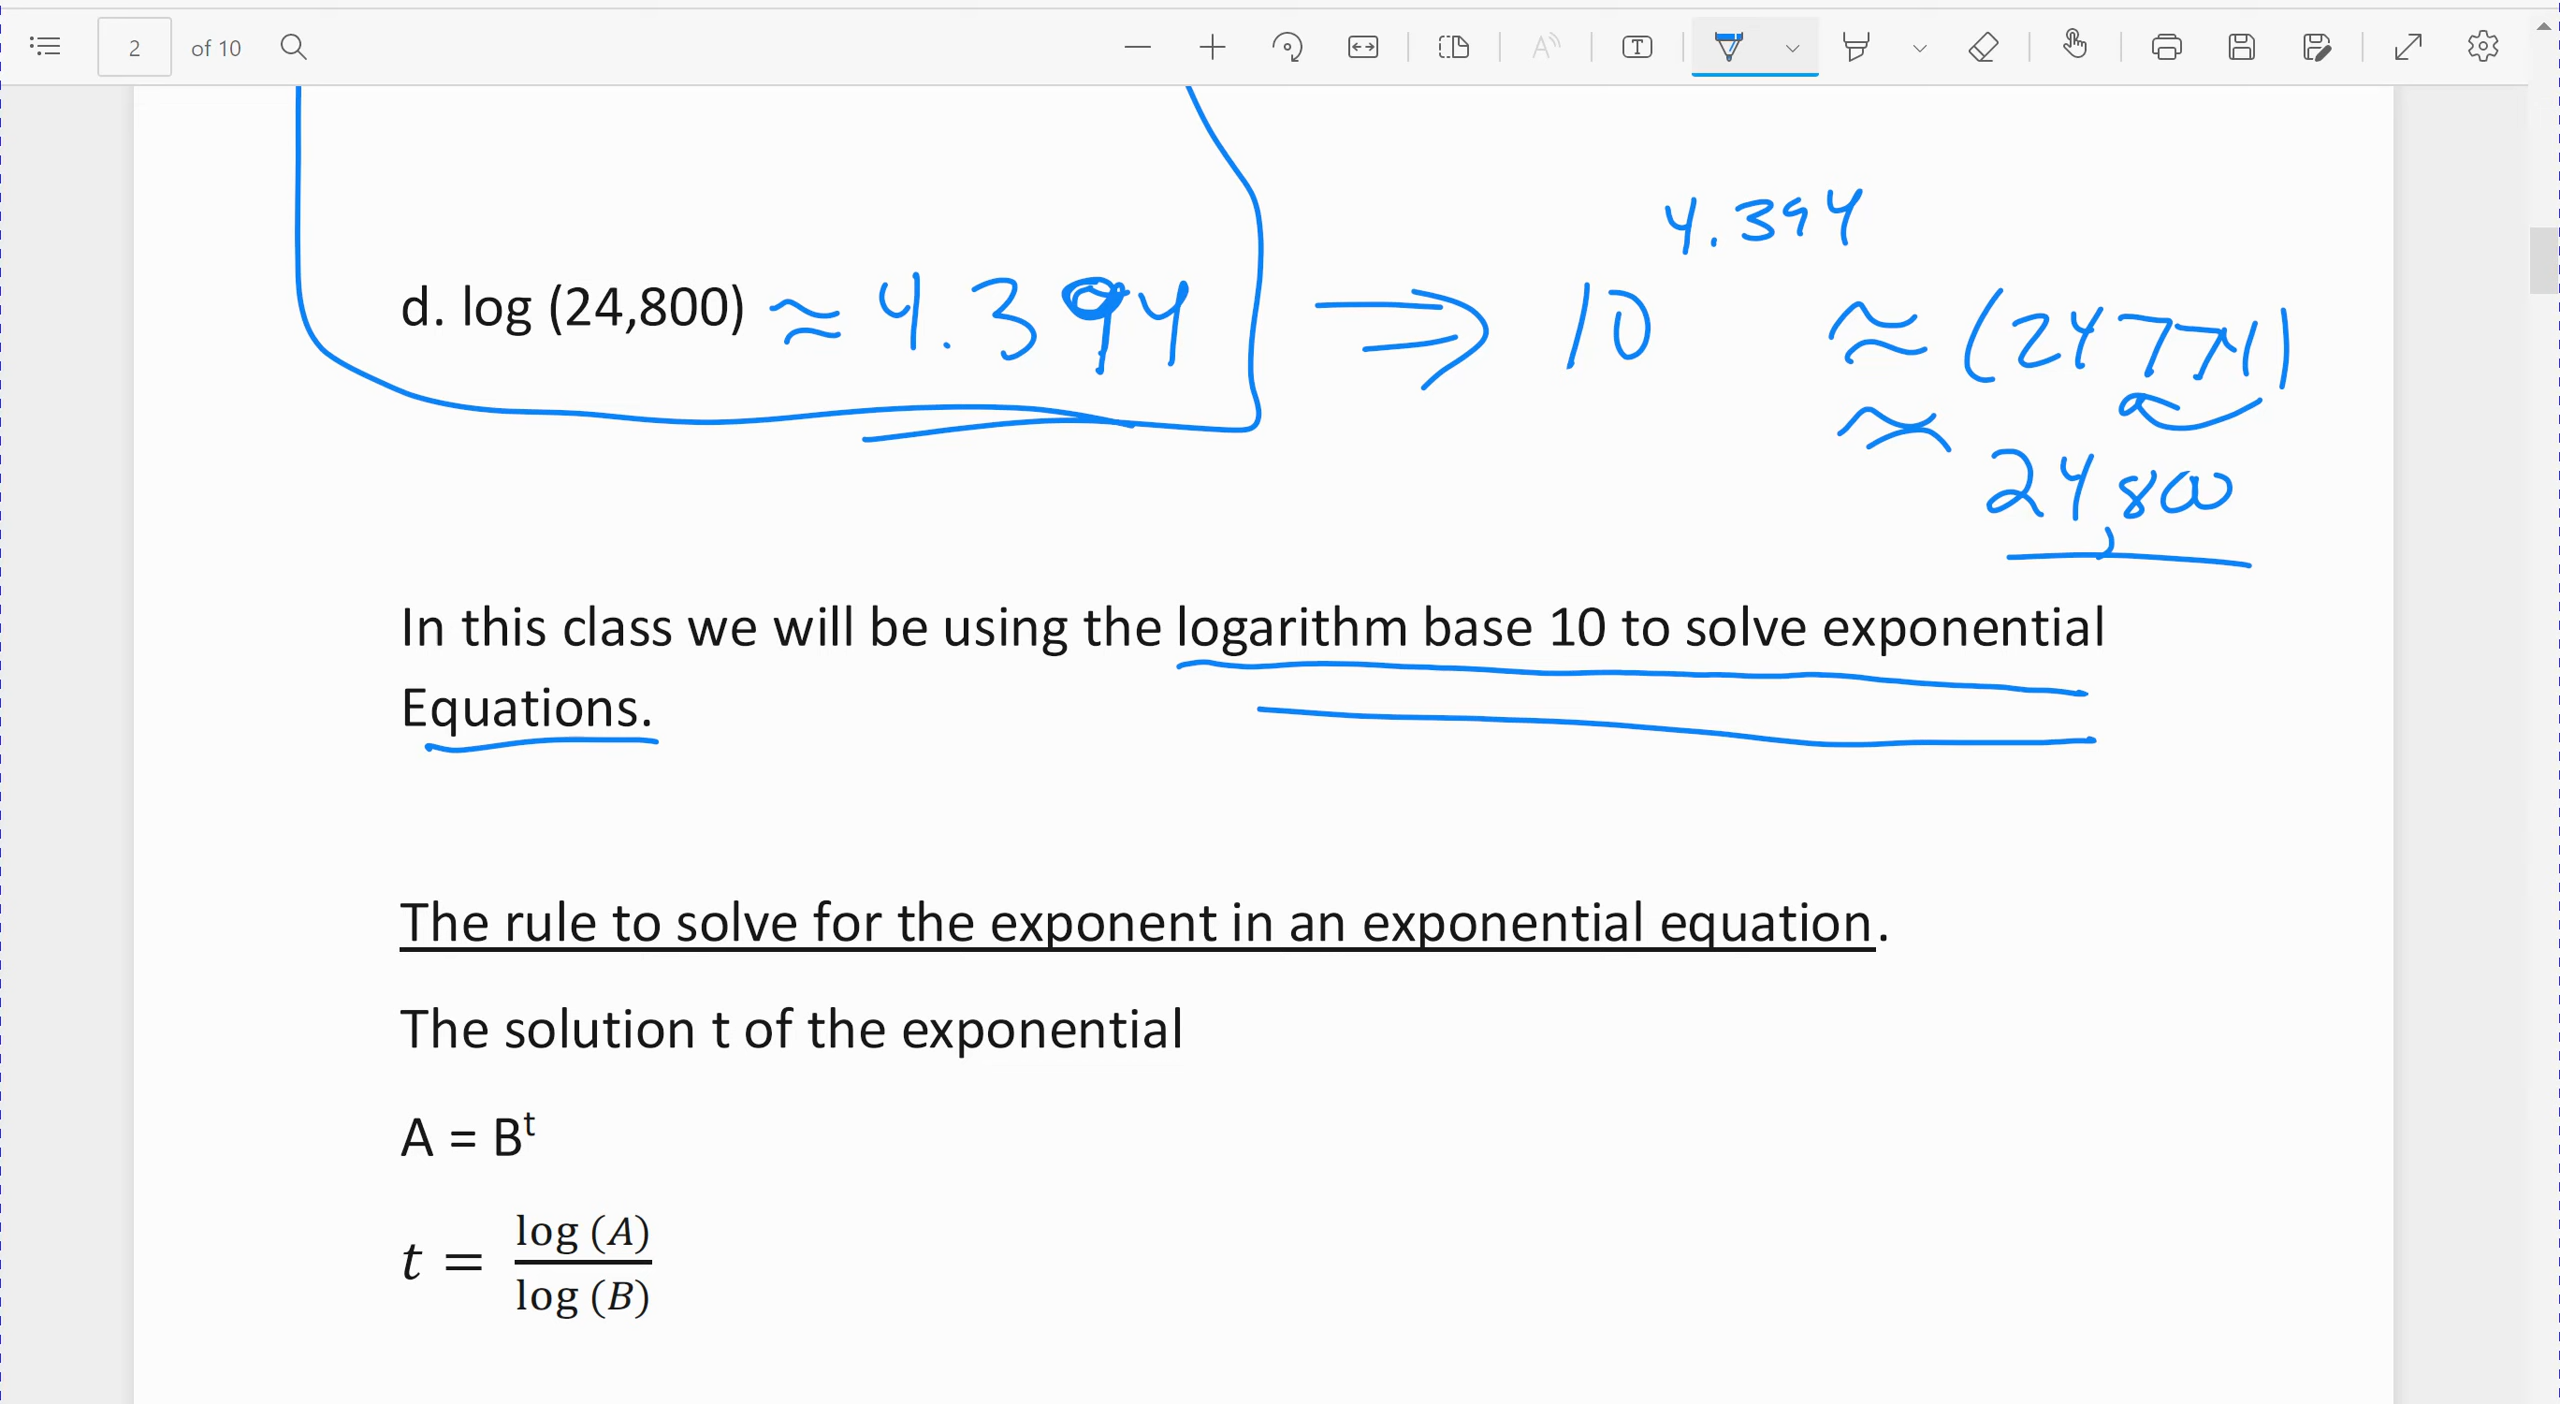 2 of 10
4.394
d. log (24,800) ≈ 4.394 ⇒ 10 ≈ (24774)
≈ 24,800
In this class we will be using the logarithm base 10 to solve exponential
Equations.
The rule to solve for the exponent in an exponential equation.
The solution t of the exponential
A = Bᵗ
t = log (A)
log (B)